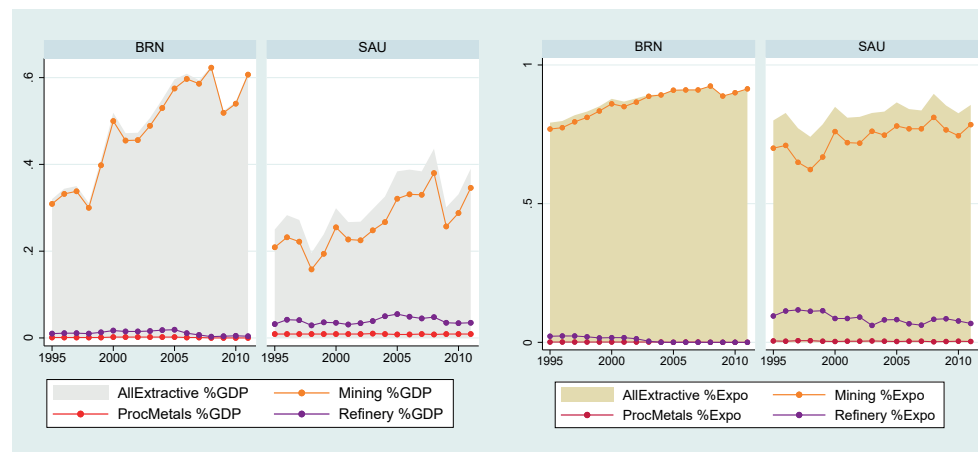 BRN SAU
.6
.4
.2
0
1995 2000 2005 2010 1995 2000 2005 2010
AllExtractive %GDP Mining %GDP
ProcMetals %GDP Refinery %GDP
BRN SAU
1
.5
0
1995 2000 2005 2010 1995 2000 2005 2010
AllExtractive %Expo Mining %Expo
ProcMetals %Expo Refinery %Expo